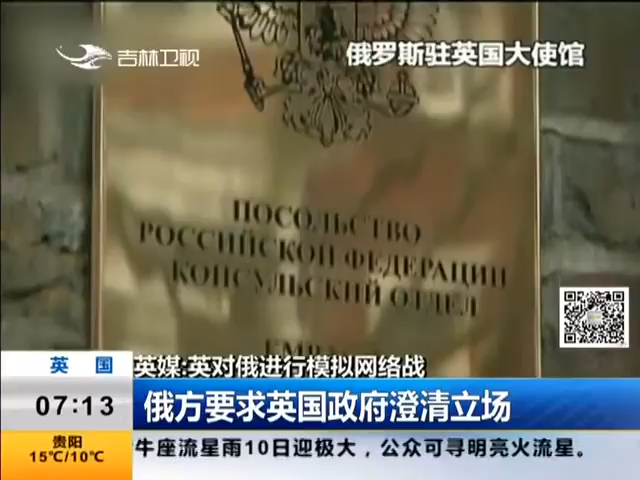 吉林卫视
俄罗斯驻英国大使馆
ПОСОЛЬСТВО
РОССИЙСКОЙ ФЕДЕРАЦИИ
КОНСУЛЬСКИЙ ОТДЕЛ
英国
英媒:英对俄进行模拟网络战
07:13
俄方要求英国政府澄清立场
贵阳
15℃/10℃
牛座流星雨10日迎极大，公众可寻明亮火流星。